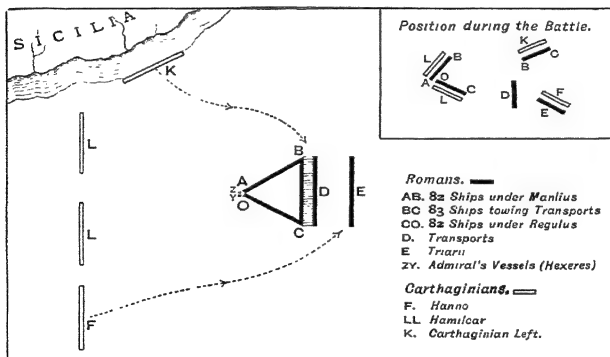 SICILIA
K
L
L
F
A
B
Z
Y
O
C
D
E
Position during the Battle.
L
B
O
A
C
L
K
B
C
D
F
E
Romans.
AB. 82 Ships under Manlius
BC 83 Ships towing Transports
CO. 82 Ships under Regulus
D. Transports
E Triarii
ZY. Admiral's Vessels (Hexeres)
Carthaginians.
F. Hanno
LL Hamilcar
K. Carthaginian Left.